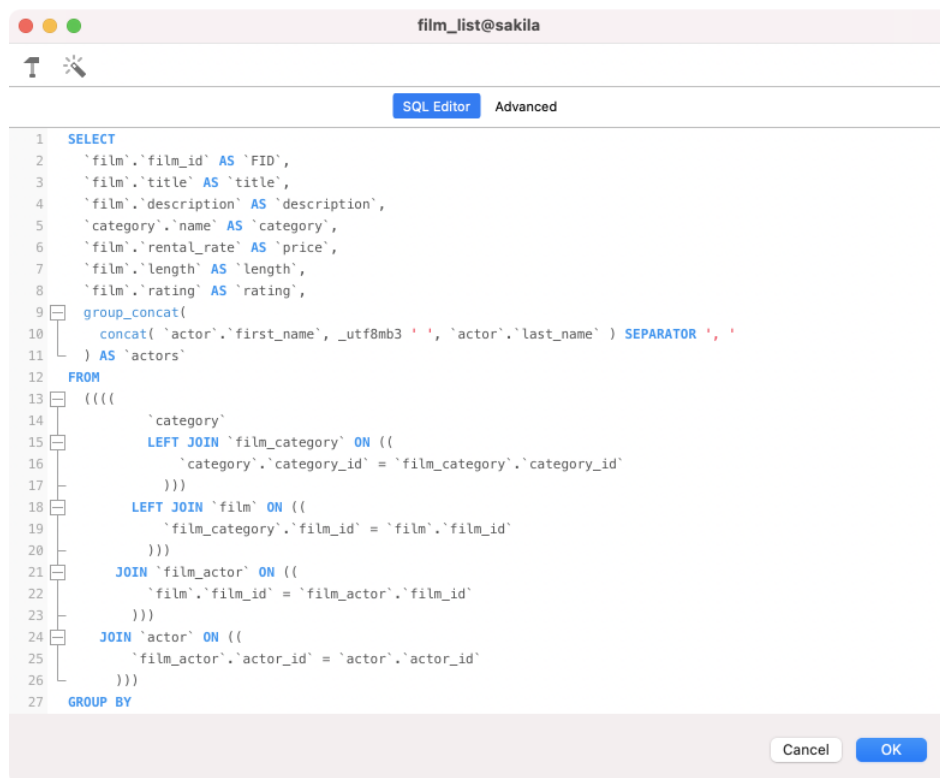 film_list@sakila
SQL Editor Advanced
1 SELECT
2 `film`.`film_id` AS `FID`,
3 `film`.`title` AS `title`,
4 `film`.`description` AS `description`,
5 `category`.`name` AS `category`,
6 `film`.`rental_rate` AS `price`,
7 `film`.`length` AS `length`,
8 `film`.`rating` AS `rating`,
9 group_concat(
10 concat( `actor`.`first_name`, _utf8mb3 ' ', `actor`.`last_name` ) SEPARATOR ', '
11 ) AS `actors`
12 FROM
13 ((((
14 `category`
15 LEFT JOIN `film_category` ON ((
16 `category`.`category_id` = `film_category`.`category_id`
17 )))
18 LEFT JOIN `film` ON ((
19 `film_category`.`film_id` = `film`.`film_id`
20 )))
21 JOIN `film_actor` ON ((
22 `film`.`film_id` = `film_actor`.`film_id`
23 )))
24 JOIN `actor` ON ((
25 `film_actor`.`actor_id` = `actor`.`actor_id`
26 )))
27 GROUP BY
Cancel OK